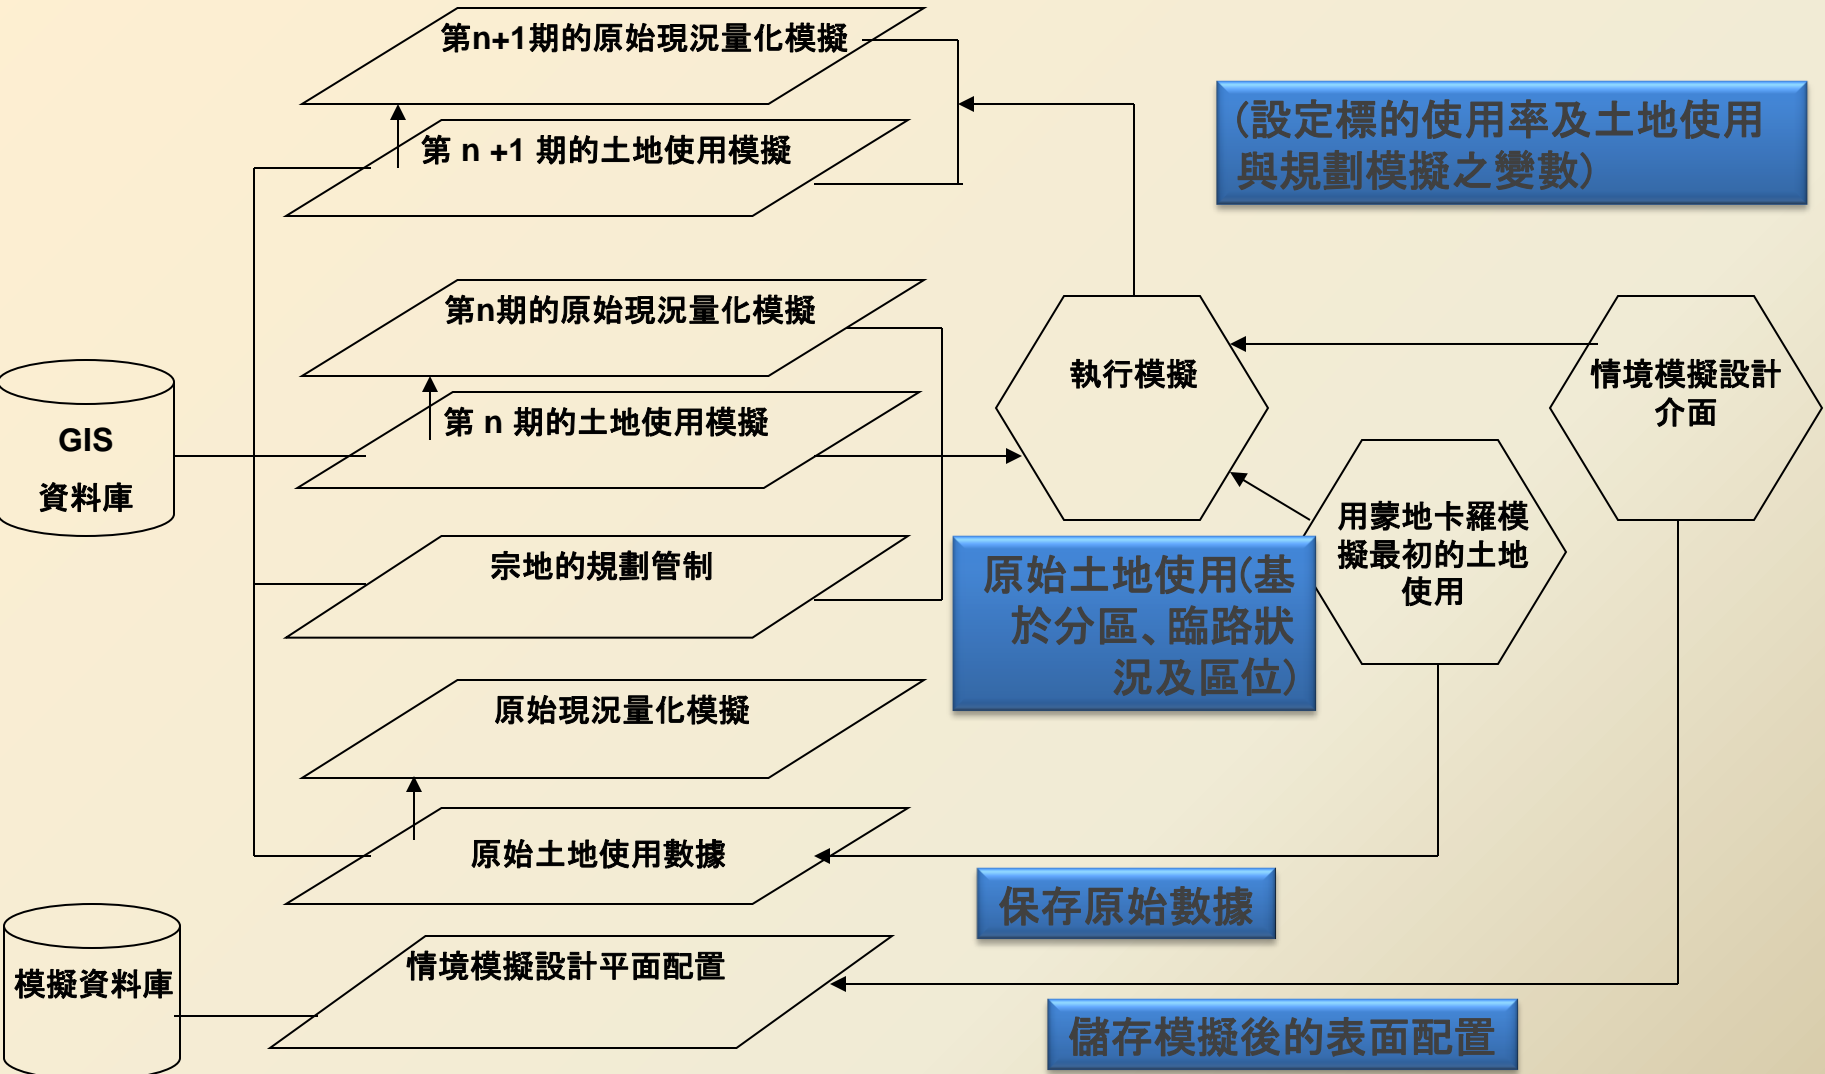 第n+1期的原始現況量化模擬
第 n +1 期的土地使用模擬
(設定標的使用率及土地使用
與規劃模擬之變數)
第n期的原始現況量化模擬
第 n 期的土地使用模擬
執行模擬
情境模擬設計
介面
GIS
資料庫
用蒙地卡羅模
擬最初的土地
使用
宗地的規劃管制
原始土地使用(基
於分區、臨路狀
況及區位)
原始現況量化模擬
原始土地使用數據
保存原始數據
模擬資料庫
情境模擬設計平面配置
儲存模擬後的表面配置